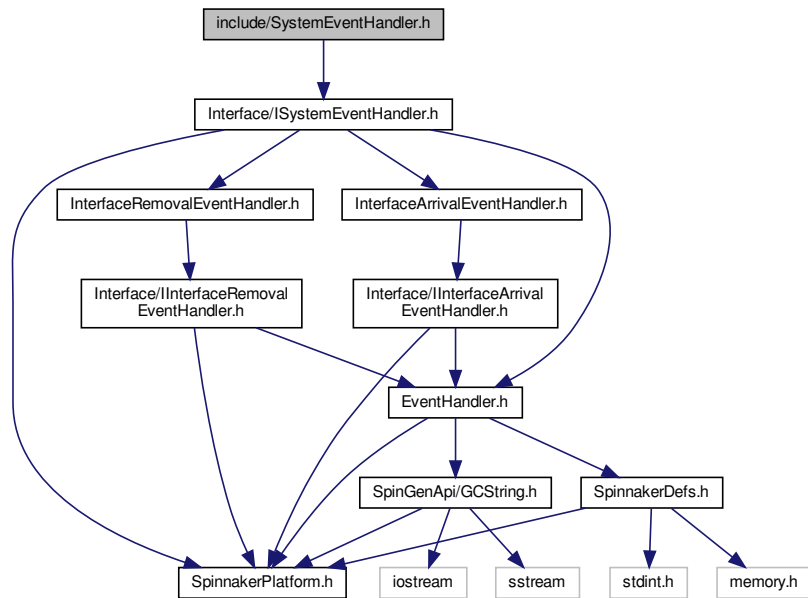 include/SystemEventHandler.h
Interface/ISystemEventHandler.h
InterfaceRemovalEventHandler.h
InterfaceArrivalEventHandler.h
Interface/IInterfaceRemoval
EventHandler.h
Interface/IInterfaceArrival
EventHandler.h
EventHandler.h
SpinGenApi/GCString.h
SpinnakerDefs.h
SpinnakerPlatform.h
iostream
sstream
stdint.h
memory.h